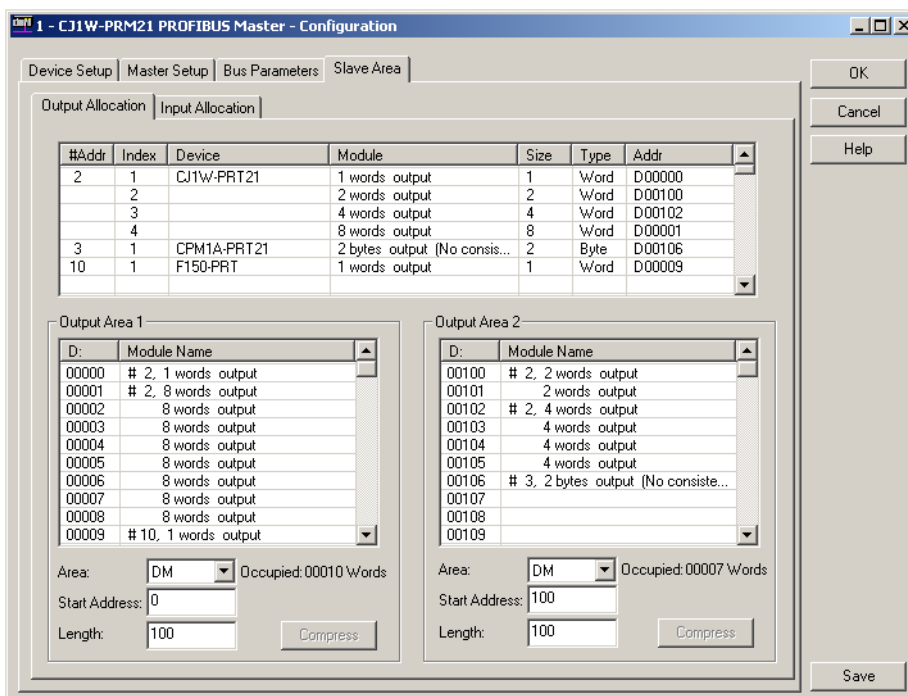 1 - CJ1W-PRM21 PROFIBUS Master - Configuration
Device Setup Master Setup Bus Parameters Slave Area
OK
Output Allocation Input Allocation
Cancel
Help
#Addr Index Device Module Size Type Addr
2 1 CJ1W-PRT21 1 words output 1 Word D00000
2 2 words output 2 Word D00100
3 4 words output 4 Word D00102
4 8 words output 8 Word D00001
3 1 CPM1A-PRT21 2 bytes output (No consis... 2 Byte D00106
10 1 F150-PRT 1 words output 1 Word D00009
Output Area 1
D: Module Name
00000 # 2, 1 words output
00001 # 2, 8 words output
00002 8 words output
00003 8 words output
00004 8 words output
00005 8 words output
00006 8 words output
00007 8 words output
00008 8 words output
00009 # 10, 1 words output
Area: DM Occupied: 00010 Words
Start Address: 0
Length: 100 Compress
Output Area 2
D: Module Name
00100 # 2, 2 words output
00101 2 words output
00102 # 2, 4 words output
00103 4 words output
00104 4 words output
00105 4 words output
00106 # 3, 2 bytes output (No consiste...
00107
00108
00109
Area: DM Occupied: 00007 Words
Start Address: 100
Length: 100 Compress
Save